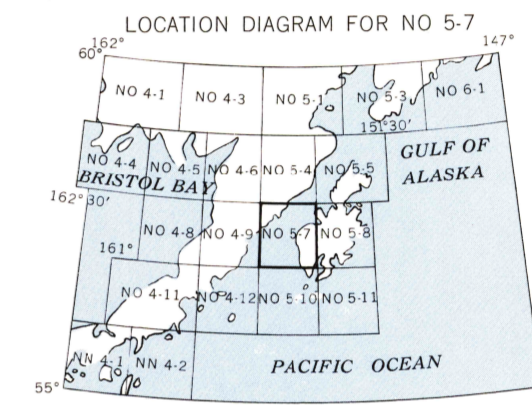 LOCATION DIAGRAM FOR NO 5-7
162° 147°
60°
NO 4-1 NO 4-3 NO 5-1 NO 5-3 NO 6-1
151°30′
NO 4-4 NO 4-5 NO 4-6 NO 5-4 NO 5-5 GULF OF
BRISTOL BAY ALASKA
162°30′
NO 4-8 NO 4-9 NO 5-7 NO 5-8
161°
NO 4-11 NO 4-12 NO 5-10 NO 5-11
NN 4-1 NN 4-2 PACIFIC OCEAN
55°